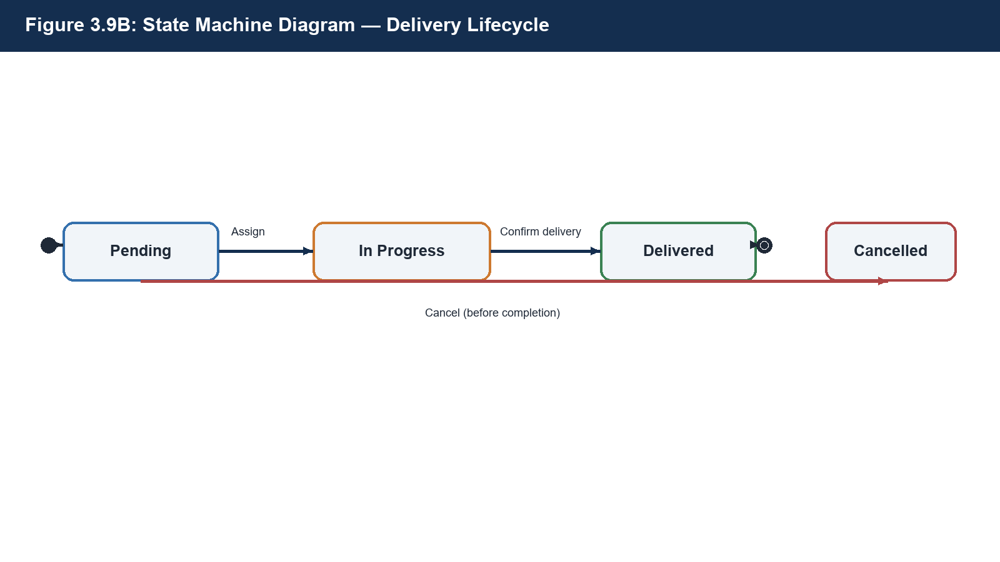 Figure 3.9B: State Machine Diagram — Delivery Lifecycle
Assign
Confirm delivery
Pending
In Progress
Delivered
Cancelled
Cancel (before completion)